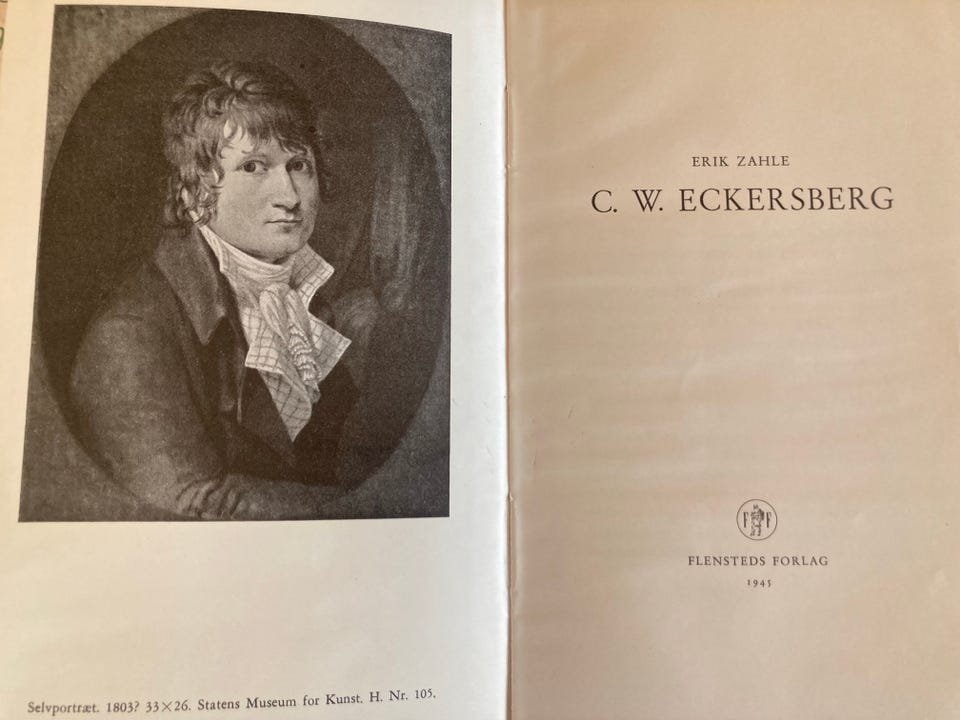 Selvportræt. 1803? 33×26. Statens Museum for Kunst. H. Nr. 105.
ERIK ZAHLE
C. W. ECKERSBERG
F F
FLENSTEDS FORLAG
1945